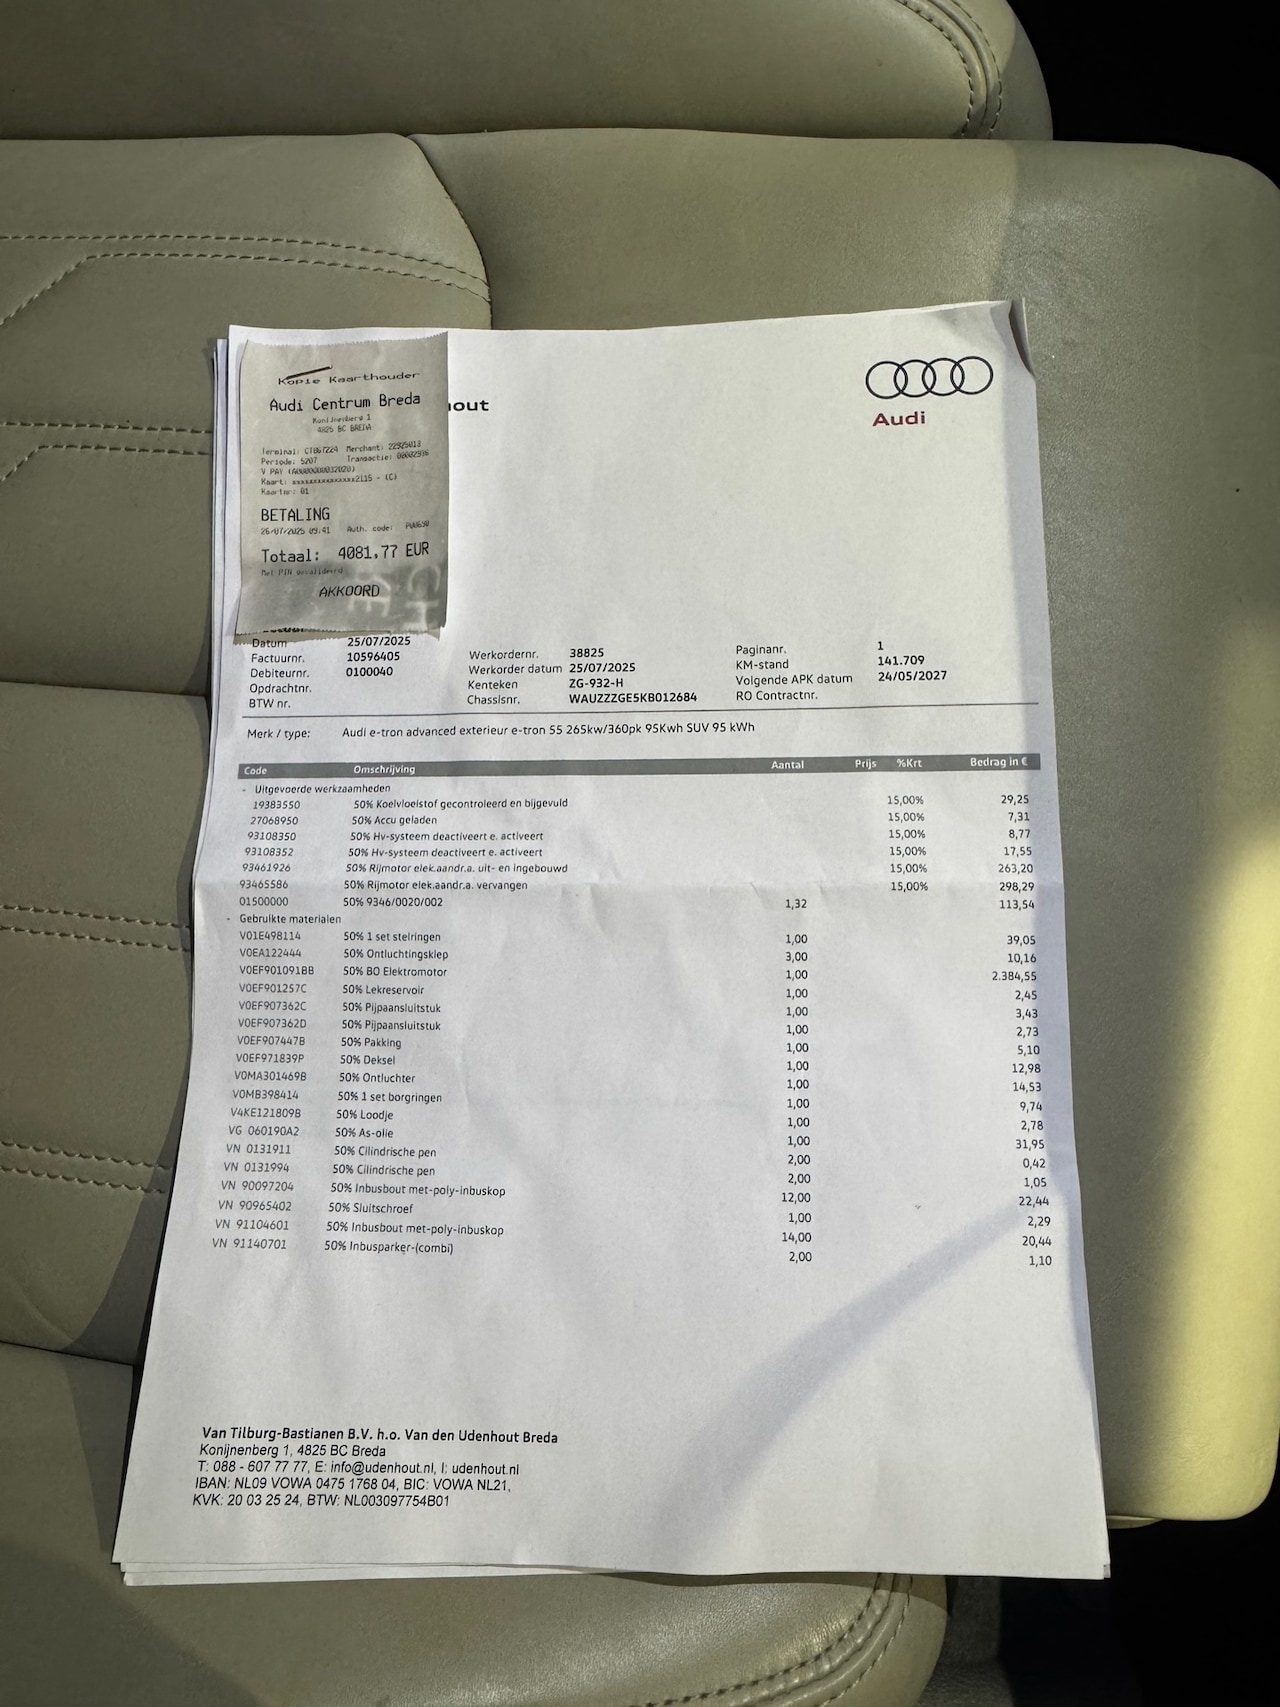 Kopie Kaarthouder
Audi Centrum Breda
Konijnenberg 1
4825 BC BREDA
Terminal: CT867224 Merchant: 22925013
Periode: 5207 Transactie: 00002936
V PAY (A0000000032020)
Kaart: xxxxxxxxxxxxxxx2115 - (C)
Kaartnr: 01
BETALING
26/07/2025 09:41 Auth. code:
Totaal: 4081,77 EUR
AKKOORD
hout
Audi
Datum 25/07/2025
Factuurnr. 10596405 Werkordernr. 38825 Paginanr. 1
Debiteurnr. 0100040 Werkorder datum 25/07/2025 KM-stand 141.709
Opdrachtnr. Kenteken ZG-932-H Volgende APK datum 24/05/2027
BTW nr. Chassisnr. WAUZZZGE5KB012684 RO Contractnr.
Merk / type: Audi e-tron advanced exterieur e-tron 55 265kw/360pk 95Kwh SUV 95 kWh
Code Omschrijving Aantal Prijs %Krt Bedrag in €
- Uitgevoerde werkzaamheden
19383550 50% Koelvloeistof gecontroleerd en bijgevuld 15,00% 29,25
27068950 50% Accu geladen 15,00% 7,31
93108350 50% Hv-systeem deactiveert e. activeert 15,00% 8,77
93108352 50% Hv-systeem deactiveert e. activeert 15,00% 17,55
93461926 50% Rijmotor elek.aandr.a. uit- en ingebouwd 15,00% 263,20
93465586 50% Rijmotor elek.aandr.a. vervangen 15,00% 298,29
01500000 50% 9346/0020/002 1,32 113,54
- Gebruikte materialen
V01E498114 50% 1 set stelringen 1,00 39,05
V0EA122444 50% Ontluchtingsklep 3,00 10,16
V0EF901091BB 50% BO Elektromotor 1,00 2.384,55
V0EF901257C 50% Lekreservoir 1,00 2,45
V0EF907362C 50% Pijpaansluitstuk 1,00 3,43
V0EF907362D 50% Pijpaansluitstuk 1,00 2,73
V0EF907447B 50% Pakking 1,00 5,10
V0EF971839P 50% Deksel 1,00 12,98
V0MA301469B 50% Ontluchter 1,00 14,53
V0MB398414 50% 1 set borgringen 1,00 9,74
V4KE121809B 50% Loodje 1,00 2,78
VG 060190A2 50% As-olie 1,00 31,95
VN 0131911 50% Cilindrische pen 2,00 0,42
VN 0131994 50% Cilindrische pen 2,00 1,05
VN 90097204 50% Inbusbout met-poly-inbuskop 12,00 22,44
VN 90965402 50% Sluitschroef 1,00 2,29
VN 91104601 50% Inbusbout met-poly-inbuskop 14,00 20,44
VN 91140701 50% Inbusparker-(combi) 2,00 1,10
Van Tilburg-Bastianen B.V. h.o. Van den Udenhout Breda
Konijnenberg 1, 4825 BC Breda
T: 088 - 607 77 77, E: info@udenhout.nl, I: udenhout.nl
IBAN: NL09 VOWA 0475 1768 04, BIC: VOWA NL21,
KVK: 20 03 25 24, BTW: NL003097754B01